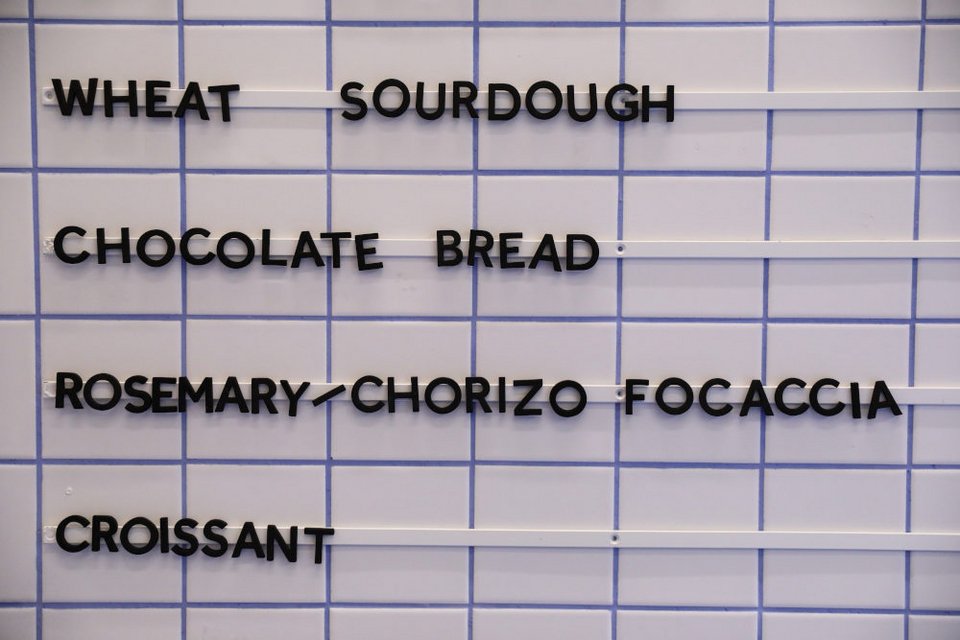 WHEAT SOURDOUGH
CHOCOLATE BREAD
ROSEMARY/CHORIZO FOCACCIA
CROISSANT